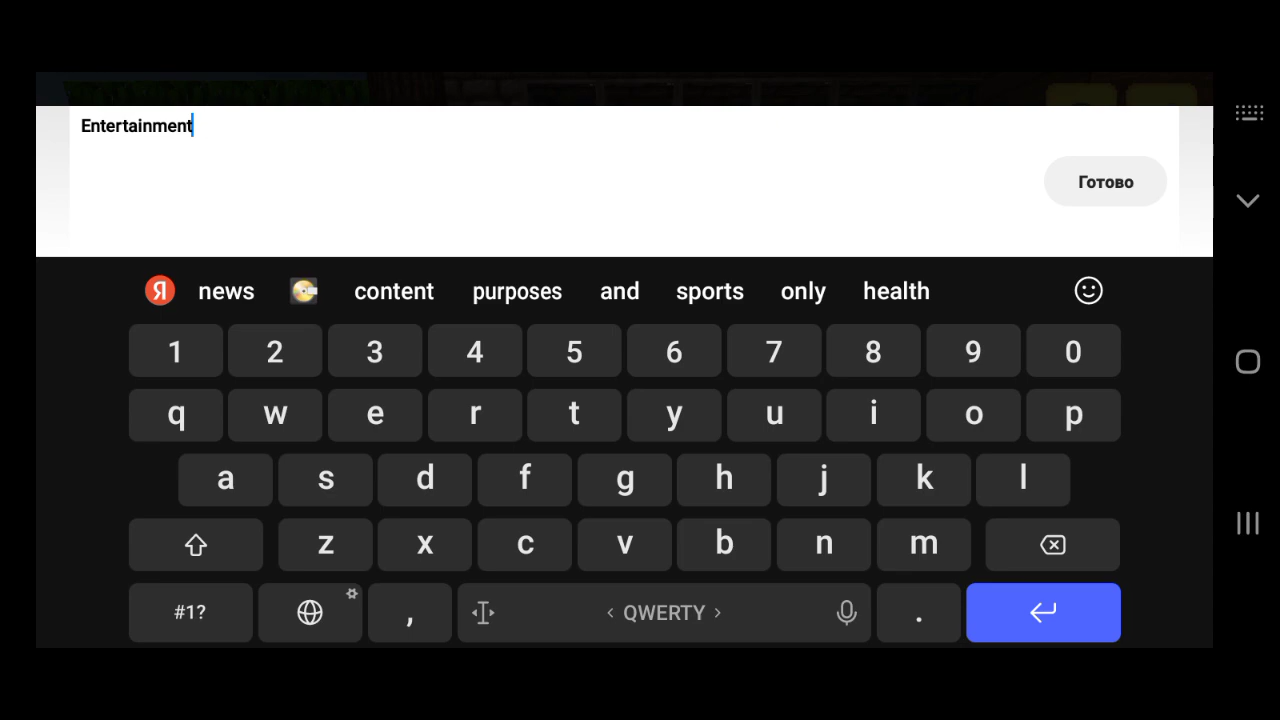 Entertainment
Готово
Я news content purposes and sports only health
1 2 3 4 5 6 7 8 9 0
q w e r t y u i o p
a s d f g h j k l
z x c v b n m
#1? , QWERTY .